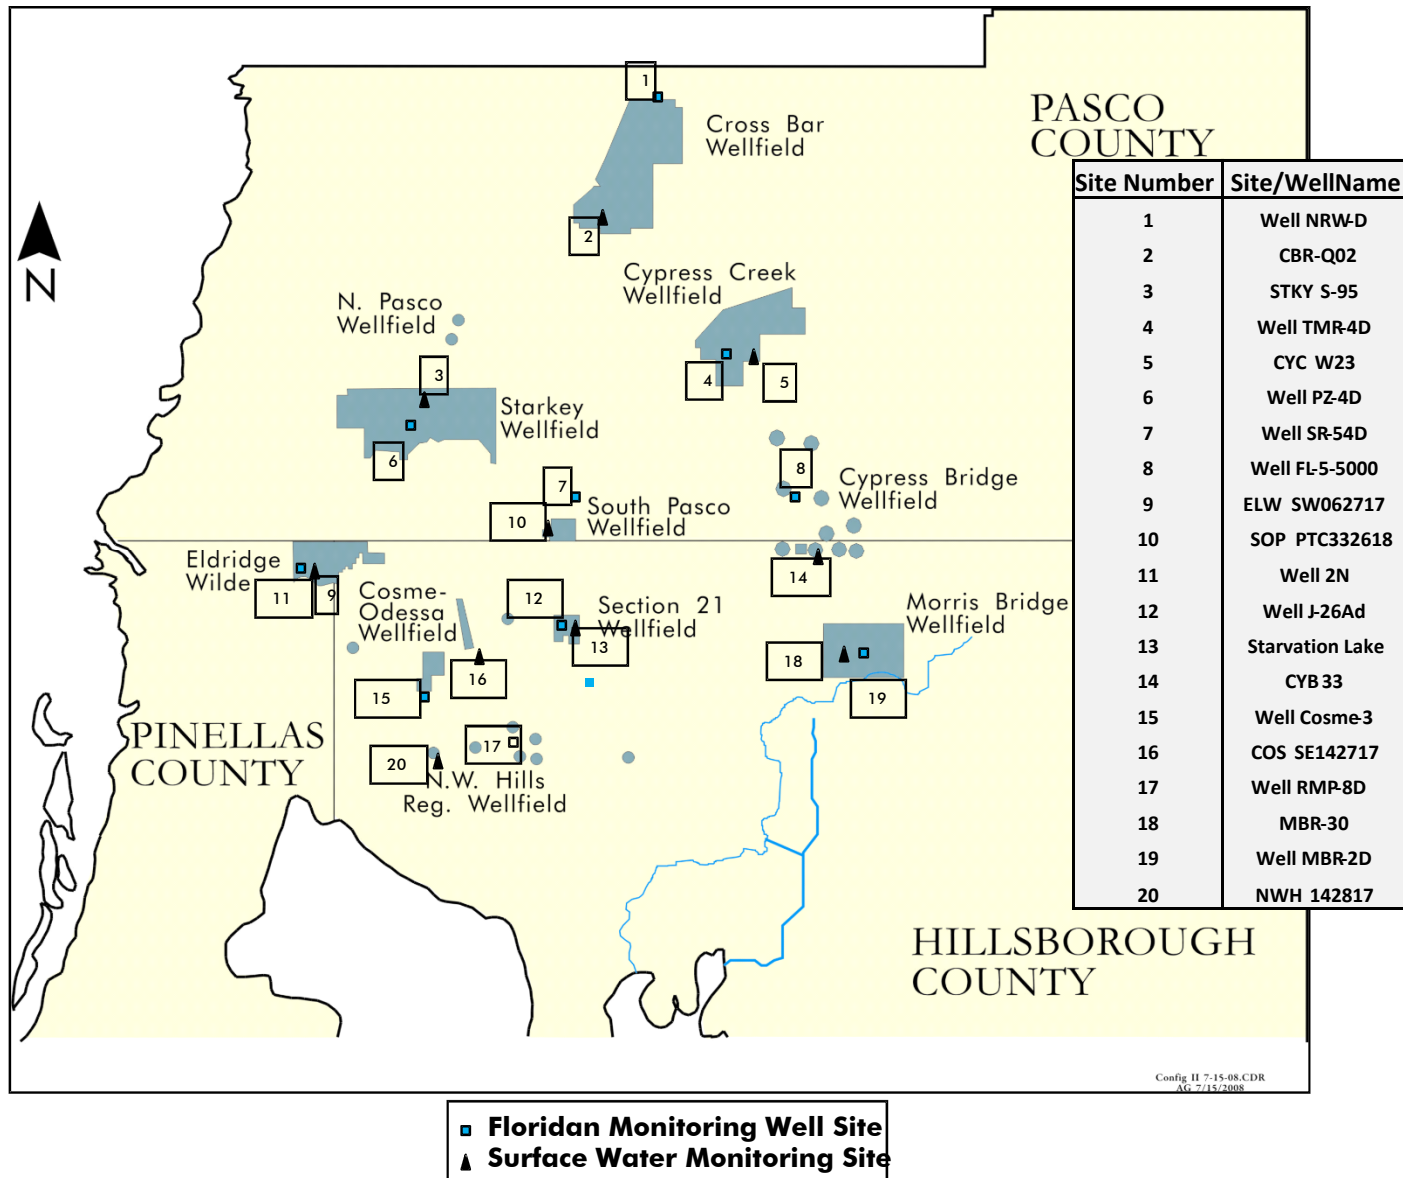 PASCO
COUNTY
1
Cross Bar
Wellfield
2
Cypress Creek
Wellfield
N
N. Pasco
Wellfield
3
4
5
Starkey
Wellfield
6
7
8
Cypress Bridge
Wellfield
10
South Pasco
Wellfield
Eldridge
Wilde
11
9
Cosme-
Odessa
Wellfield
12
Section 21
Wellfield
13
14
Morris Bridge
Wellfield
18
19
15
16
17
20
N.W. Hills
Reg. Wellfield
PINELLAS
COUNTY
HILLSBOROUGH
COUNTY
Site Number Site/WellName
1 Well NRW-D
2 CBR-Q02
3 STKY S-95
4 Well TMR-4D
5 CYC W23
6 Well PZ-4D
7 Well SR-54D
8 Well FL-5-5000
9 ELW SW062717
10 SOP PTC332618
11 Well 2N
12 Well J-26Ad
13 Starvation Lake
14 CYB 33
15 Well Cosme-3
16 COS SE142717
17 Well RMP-8D
18 MBR-30
19 Well MBR-2D
20 NWH 142817
Config II 7-15-08.CDR
AG 7/15/2008
Floridan Monitoring Well Site
Surface Water Monitoring Site